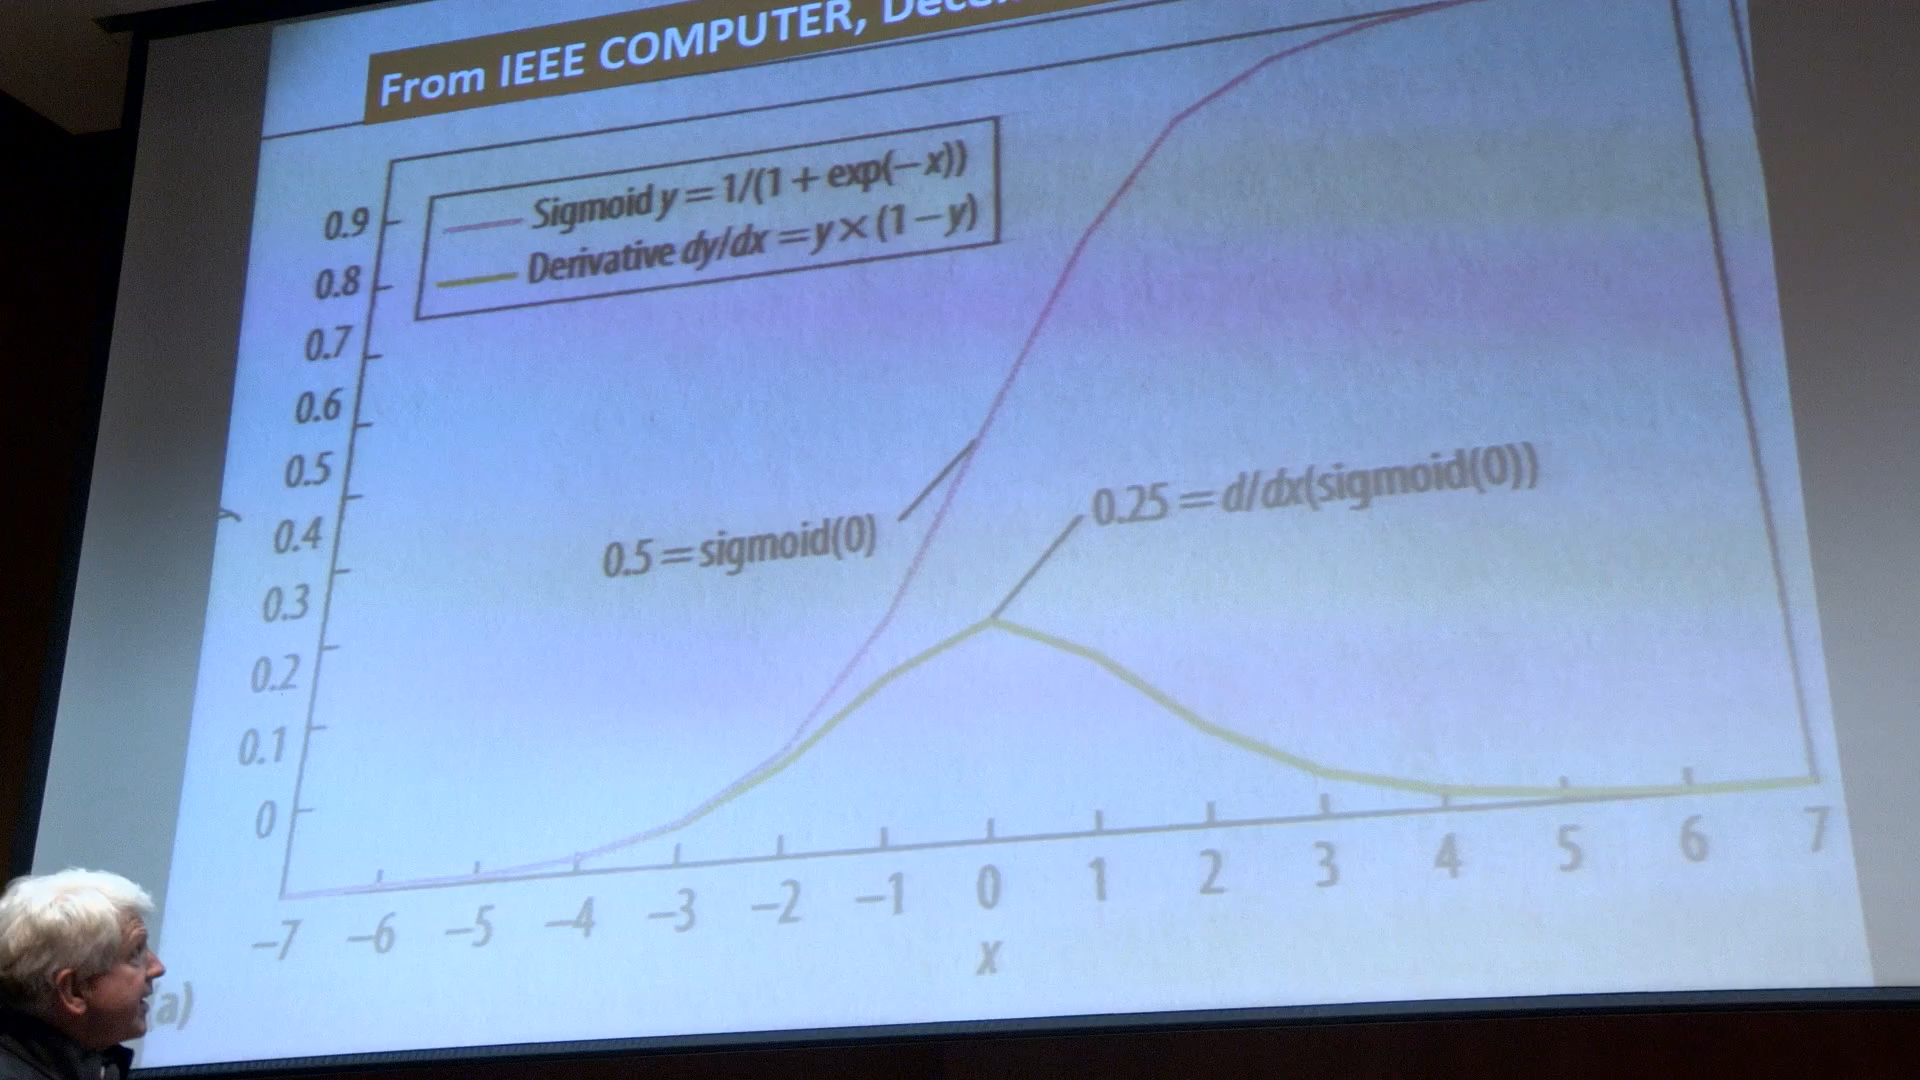 From IEEE COMPUTER,
Sigmoid y = 1/(1 + exp(−x))
Derivative dy/dx = y × (1 − y)
0.9
0.8
0.7
0.6
0.5
0.4
0.3
0.2
0.1
0
y
0.5 = sigmoid(0)
0.25 = d/dx(sigmoid(0))
−7 −6 −5 −4 −3 −2 −1 0 1 2 3 4 5 6 7
x
(a)